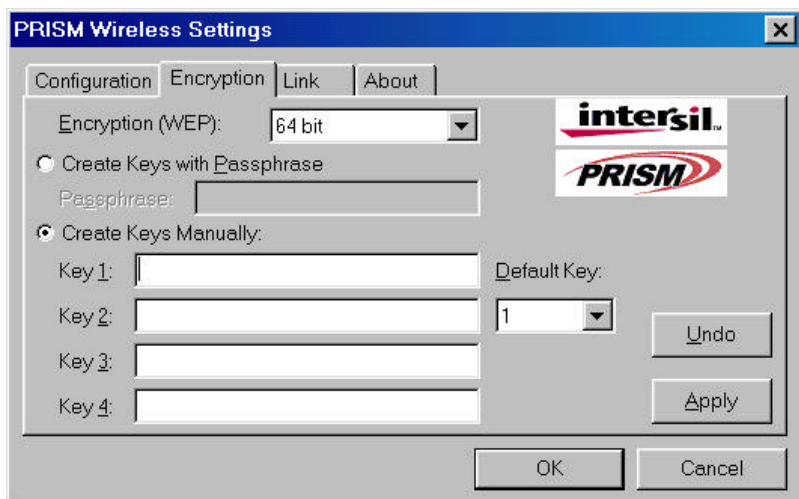 PRISM Wireless Settings
Configuration Encryption Link About
Encryption (WEP): 64 bit
intersil™
PRISM
Create Keys with Passphrase
Passphrase:
Create Keys Manually:
Key 1:
Default Key:
Key 2:
1
Undo
Key 3:
Key 4:
Apply
OK Cancel